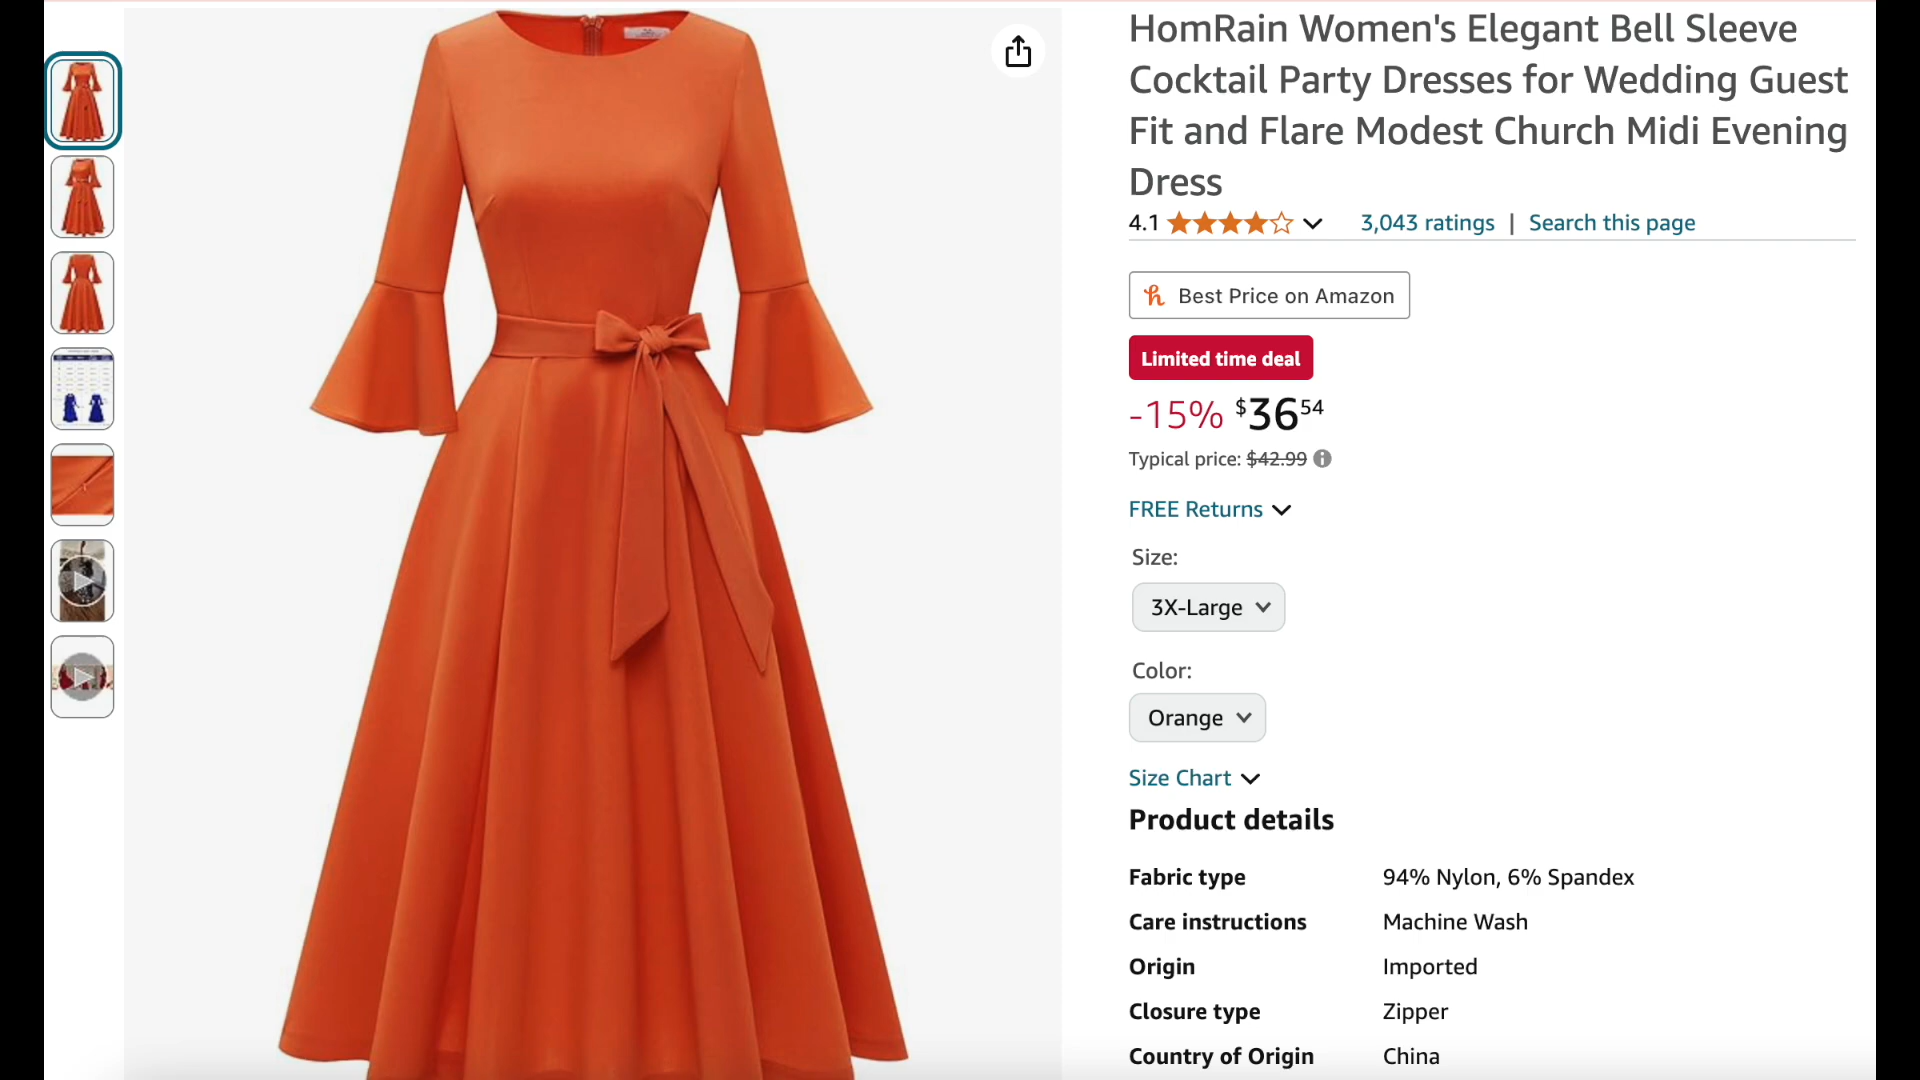 HomRain Women's Elegant Bell Sleeve
Cocktail Party Dresses for Wedding Guest
Fit and Flare Modest Church Midi Evening
Dress
4.1 3,043 ratings | Search this page
Best Price on Amazon
Limited time deal
-15% $36 54
Typical price: $42.99
FREE Returns
Size:
3X-Large
Color:
Orange
Size Chart
Product details
Fabric type 94% Nylon, 6% Spandex
Care instructions Machine Wash
Origin Imported
Closure type Zipper
Country of Origin China